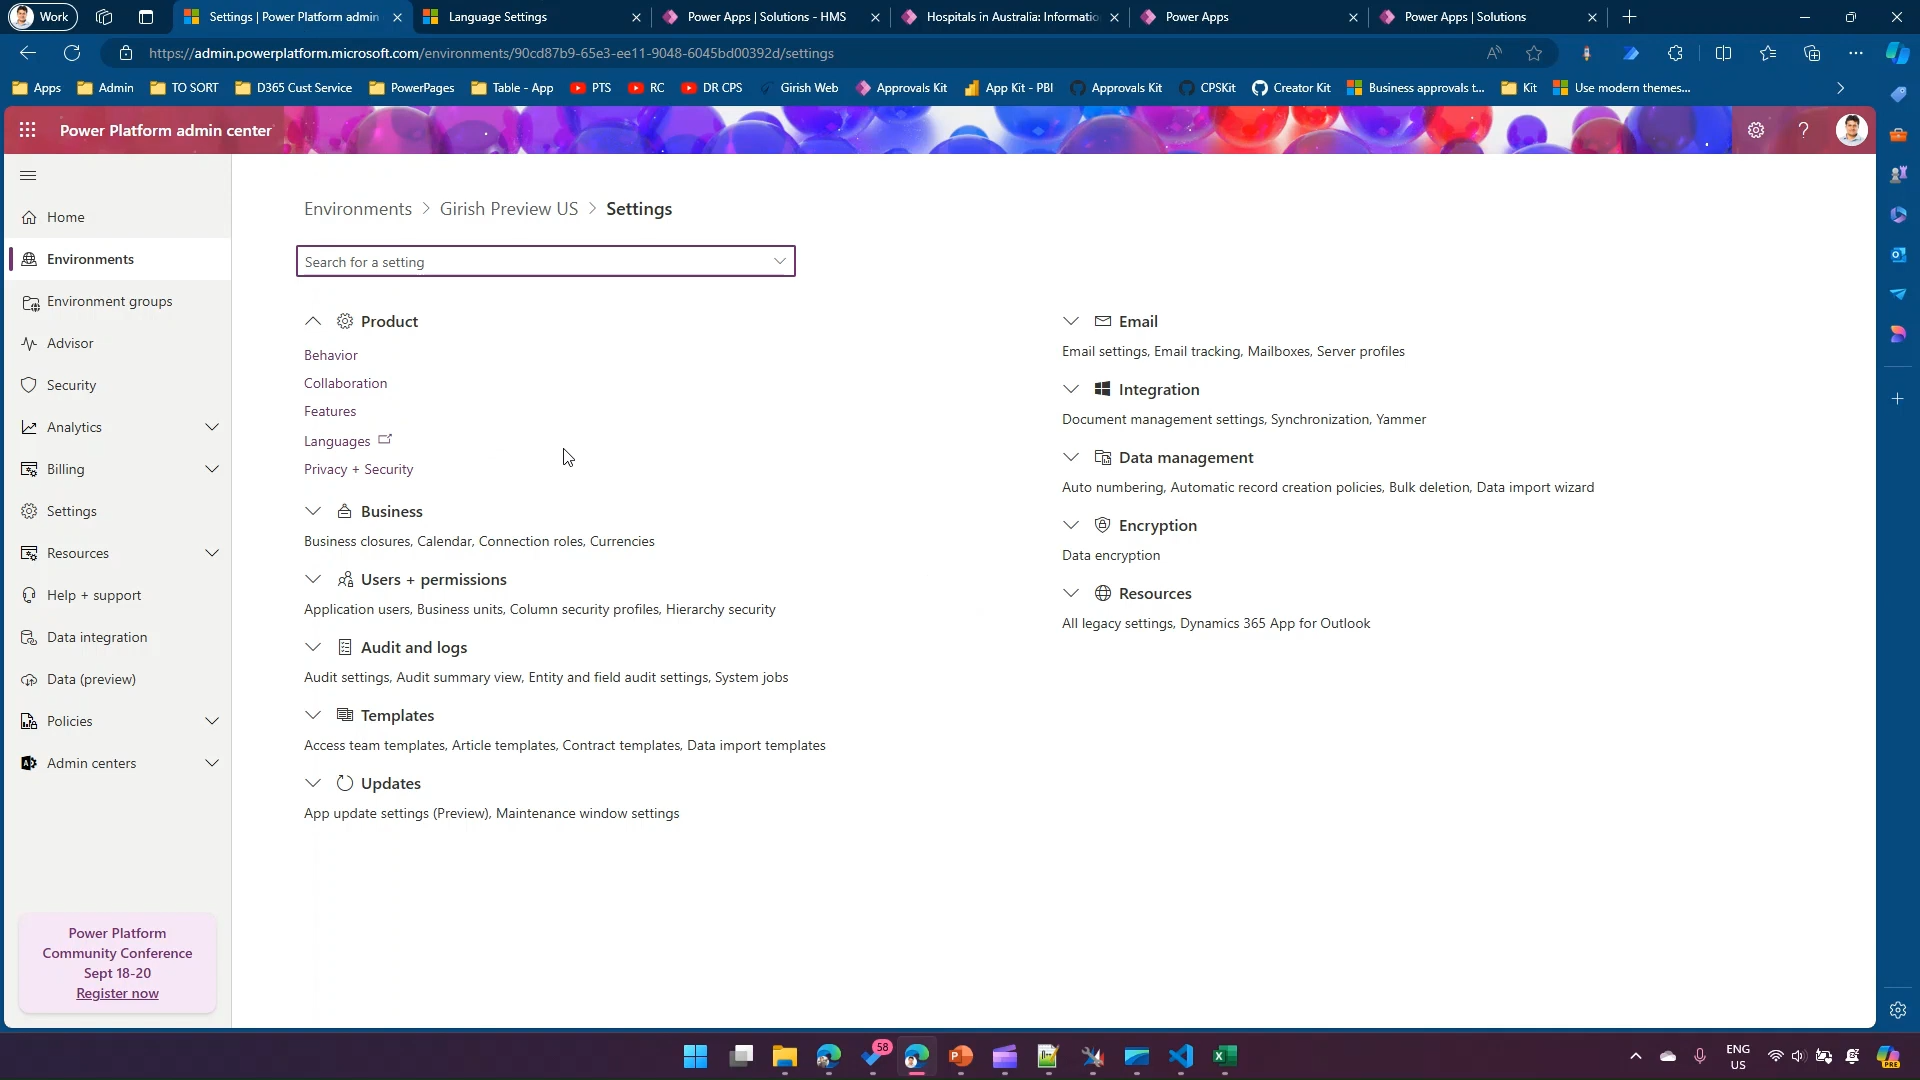 Work
Settings | Power Platform admin
Language Settings
Power Apps | Solutions - HMS
Hospitals in Australia: Informatio
Power Apps
Power Apps | Solutions
https://admin.powerplatform.microsoft.com/environments/90cd87b9-65e3-ee11-9048-6045bd00392d/settings
Apps
Admin
TO SORT
D365 Cust Service
PowerPages
Table - App
PTS
RC
DR CPS
Girish Web
Approvals Kit
App Kit - PBI
Approvals Kit
CPSKit
Creator Kit
Business approvals t...
Kit
Use modern themes...
Power Platform admin center
Home
Environments
Environment groups
Advisor
Security
Analytics
Billing
Settings
Resources
Help + support
Data integration
Data (preview)
Policies
Admin centers
Power Platform
Community Conference
Sept 18-20
Register now
Environments > Girish Preview US > Settings
Search for a setting
Product
Behavior
Collaboration
Features
Languages
Privacy + Security
Business
Business closures, Calendar, Connection roles, Currencies
Users + permissions
Application users, Business units, Column security profiles, Hierarchy security
Audit and logs
Audit settings, Audit summary view, Entity and field audit settings, System jobs
Templates
Access team templates, Article templates, Contract templates, Data import templates
Updates
App update settings (Preview), Maintenance window settings
Email
Email settings, Email tracking, Mailboxes, Server profiles
Integration
Document management settings, Synchronization, Yammer
Data management
Auto numbering, Automatic record creation policies, Bulk deletion, Data import wizard
Encryption
Data encryption
Resources
All legacy settings, Dynamics 365 App for Outlook
58
ENG
US
PRE